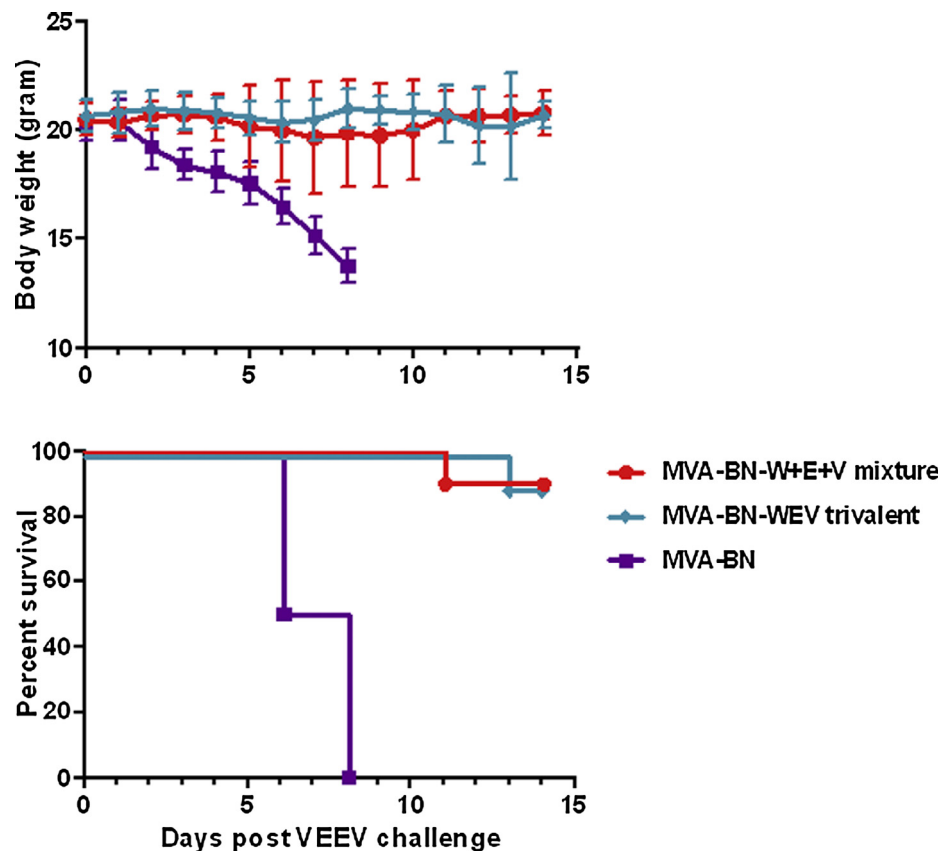 25
20
15
10
Body weight (gram)
0 5 10 15
100
80
60
40
20
0
Percent survival
0 5 10 15
Days post VEEV challenge
MVA-BN-W+E+V mixture
MVA-BN-WEV trivalent
MVA-BN